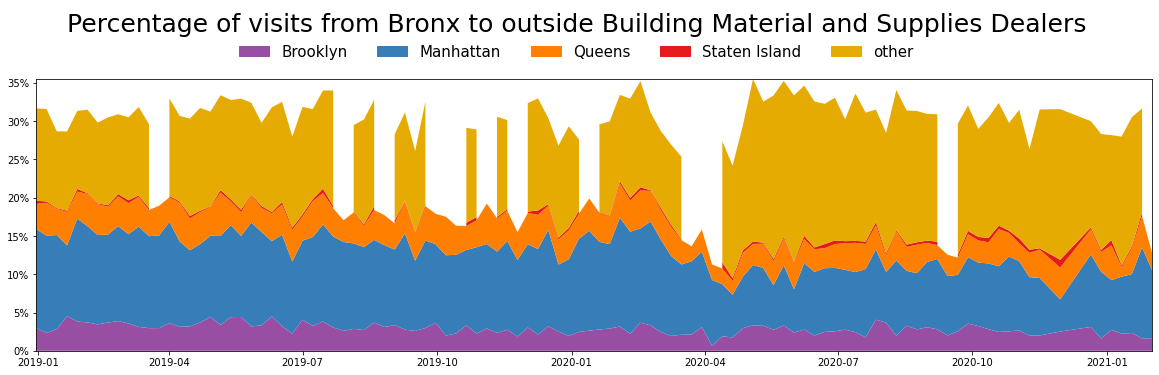 Percentage of visits from Bronx to outside Building Material and Supplies Dealers
Brooklyn Manhattan Queens Staten Island other
35%
30%
25%
20%
15%
10%
5%
0%
2019-01 2019-04 2019-07 2019-10 2020-01 2020-04 2020-07 2020-10 2021-01